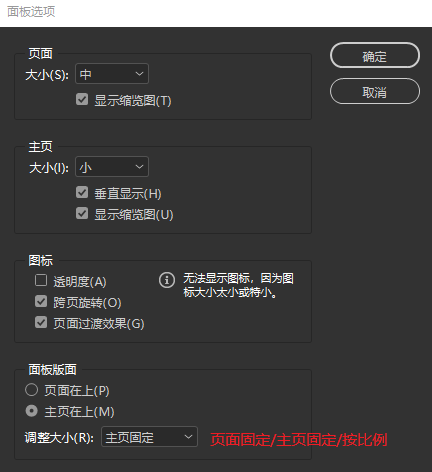 面板选项
页面
大小(S): 中
显示缩览图(T)
确定
取消
主页
大小(I): 小
垂直显示(H)
显示缩览图(U)
图标
透明度(A)
跨页旋转(O)
页面过渡效果(G)
无法显示图标，因为图
标大小太小或特小。
面板版面
页面在上(P)
主页在上(M)
调整大小(R): 主页固定
页面固定/主页固定/按比例